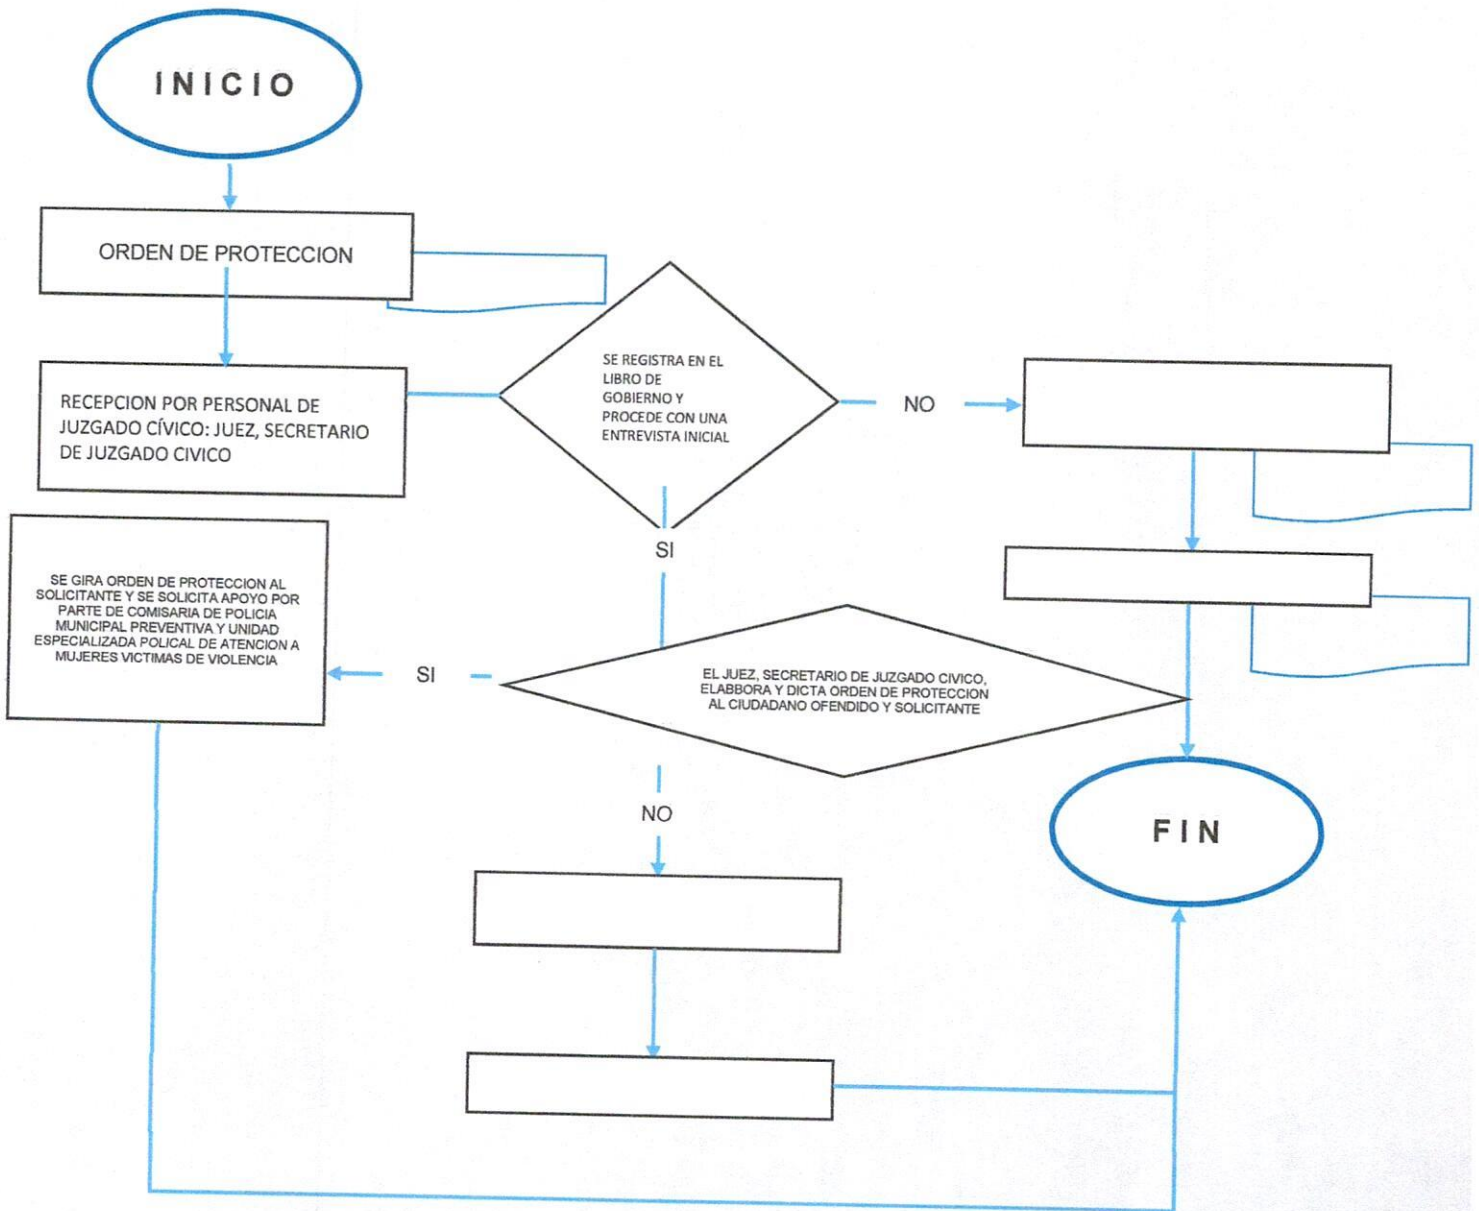 INICIO
ORDEN DE PROTECCION
RECEPCION POR PERSONAL DE
JUZGADO CÍVICO: JUEZ, SECRETARIO
DE JUZGADO CIVICO
SE REGISTRA EN EL
LIBRO DE
GOBIERNO Y
PROCEDE CON UNA
ENTREVISTA INICIAL
NO
SI
SE GIRA ORDEN DE PROTECCION AL
SOLICITANTE Y SE SOLICITA APOYO POR
PARTE DE COMISARIA DE POLICIA
MUNICIPAL PREVENTIVA Y UNIDAD
ESPECIALIZADA POLICAL DE ATENCION A
MUJERES VICTIMAS DE VIOLENCIA
SI
EL JUEZ, SECRETARIO DE JUZGADO CIVICO,
ELABBORA Y DICTA ORDEN DE PROTECCION
AL CIUDADANO OFENDIDO Y SOLICITANTE
NO
FIN